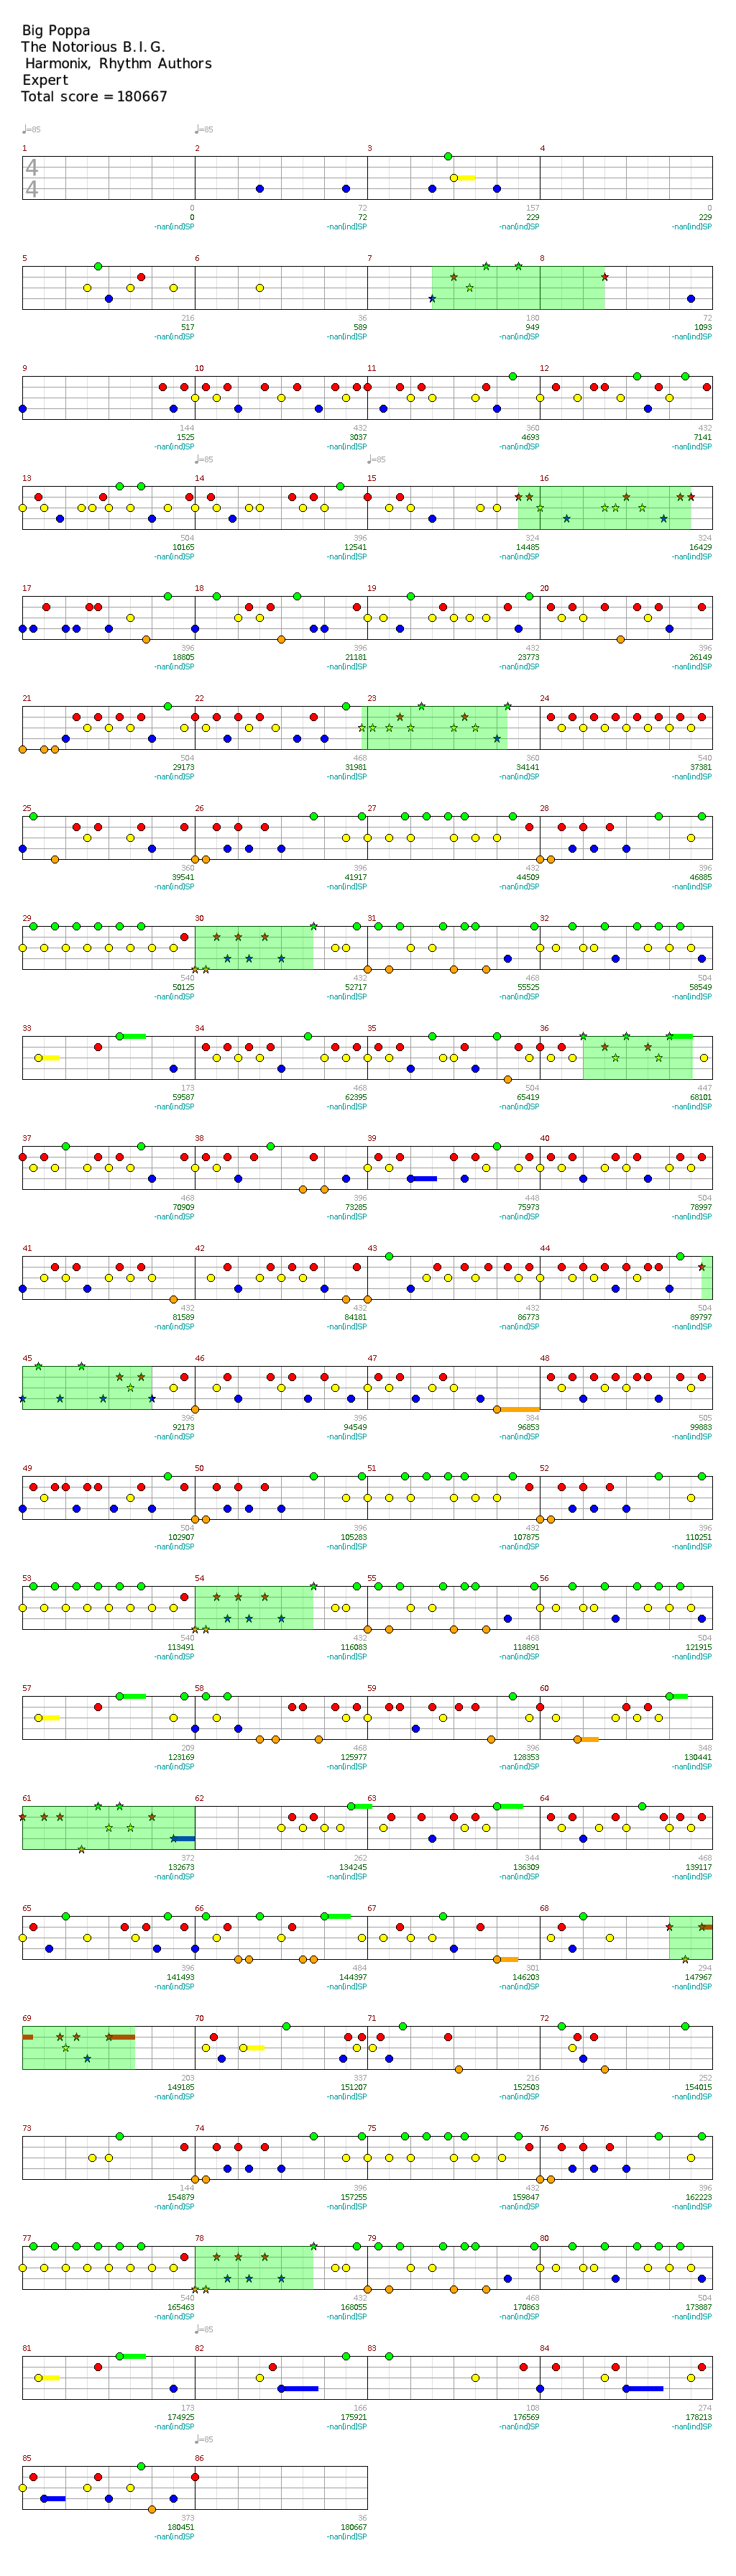 Big Poppa
The Notorious B.I.G.
Harmonix, Rhythm Authors
Expert
Total score = 180667
♩=85 ♩=85
1 2 3 4
4
4
0 72 157 0
0 72 229 229
-nan(ind)SP -nan(ind)SP -nan(ind)SP -nan(ind)SP
5 6 7 8
216 36 180 72
517 589 949 1093
-nan(ind)SP -nan(ind)SP -nan(ind)SP -nan(ind)SP
9 10 11 12
144 432 360 432
1525 3037 4693 7141
-nan(ind)SP -nan(ind)SP -nan(ind)SP -nan(ind)SP
♩=85 ♩=85
13 14 15 16
504 396 324 324
10165 12541 14485 16429
-nan(ind)SP -nan(ind)SP -nan(ind)SP -nan(ind)SP
17 18 19 20
396 396 432 396
18805 21181 23773 26149
-nan(ind)SP -nan(ind)SP -nan(ind)SP -nan(ind)SP
21 22 23 24
504 468 360 540
29173 31981 34141 37381
-nan(ind)SP -nan(ind)SP -nan(ind)SP -nan(ind)SP
25 26 27 28
360 396 432 396
39541 41917 44509 46885
-nan(ind)SP -nan(ind)SP -nan(ind)SP -nan(ind)SP
29 30 31 32
540 432 468 504
50125 52717 55525 58549
-nan(ind)SP -nan(ind)SP -nan(ind)SP -nan(ind)SP
33 34 35 36
173 468 504 447
59587 62395 65419 68101
-nan(ind)SP -nan(ind)SP -nan(ind)SP -nan(ind)SP
37 38 39 40
468 396 448 504
70909 73285 75973 78997
-nan(ind)SP -nan(ind)SP -nan(ind)SP -nan(ind)SP
41 42 43 44
432 432 432 504
81589 84181 86773 89797
-nan(ind)SP -nan(ind)SP -nan(ind)SP -nan(ind)SP
45 46 47 48
396 396 384 505
92173 94549 96853 99883
-nan(ind)SP -nan(ind)SP -nan(ind)SP -nan(ind)SP
49 50 51 52
504 396 432 396
102907 105283 107875 110251
-nan(ind)SP -nan(ind)SP -nan(ind)SP -nan(ind)SP
53 54 55 56
540 432 468 504
113491 116083 118891 121915
-nan(ind)SP -nan(ind)SP -nan(ind)SP -nan(ind)SP
57 58 59 60
209 468 396 348
123169 125977 128353 130441
-nan(ind)SP -nan(ind)SP -nan(ind)SP -nan(ind)SP
61 62 63 64
372 262 344 468
132673 134245 136309 139117
-nan(ind)SP -nan(ind)SP -nan(ind)SP -nan(ind)SP
65 66 67 68
396 484 301 294
141493 144397 146203 147967
-nan(ind)SP -nan(ind)SP -nan(ind)SP -nan(ind)SP
69 70 71 72
203 337 216 252
149185 151207 152503 154015
-nan(ind)SP -nan(ind)SP -nan(ind)SP -nan(ind)SP
73 74 75 76
144 396 432 396
154879 157255 159847 162223
-nan(ind)SP -nan(ind)SP -nan(ind)SP -nan(ind)SP
77 78 79 80
540 432 468 504
165463 168055 170863 173887
-nan(ind)SP -nan(ind)SP -nan(ind)SP -nan(ind)SP
♩=85
81 82 83 84
173 166 108 274
174925 175921 176569 178213
-nan(ind)SP -nan(ind)SP -nan(ind)SP -nan(ind)SP
♩=85
85 86
373 36
180451 180667
-nan(ind)SP -nan(ind)SP